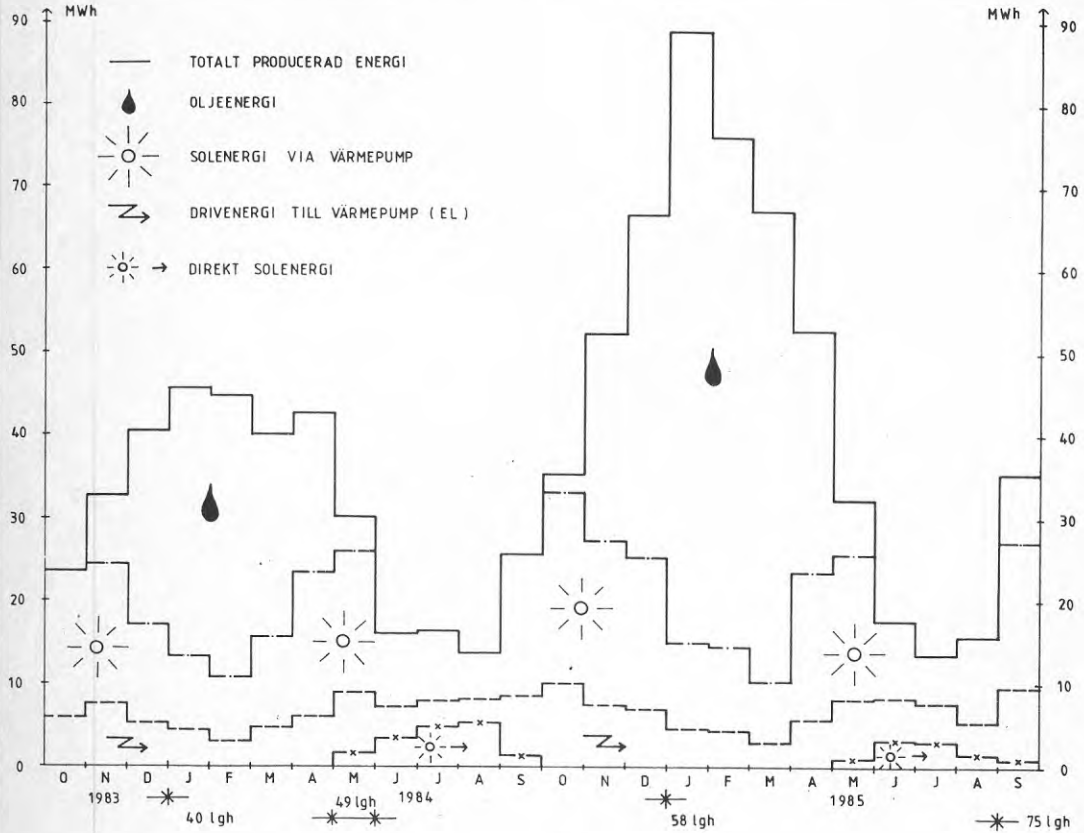 MWh MWh
90 90
TOTALT PRODUCERAD ENERGI
80 OLJEENERGI 80
SOLENERGI VIA VÄRMEPUMP
70 70
DRIVENERGI TILL VÄRMEPUMP (EL)
60 DIREKT SOLENERGI 60
50 50
40 40
30 30
20 20
10 10
0 0
O N D J F M A M J J A S O N D J F M A M J J A S
1983 49 lgh 1984 1985
40 lgh 58 lgh 75 lgh